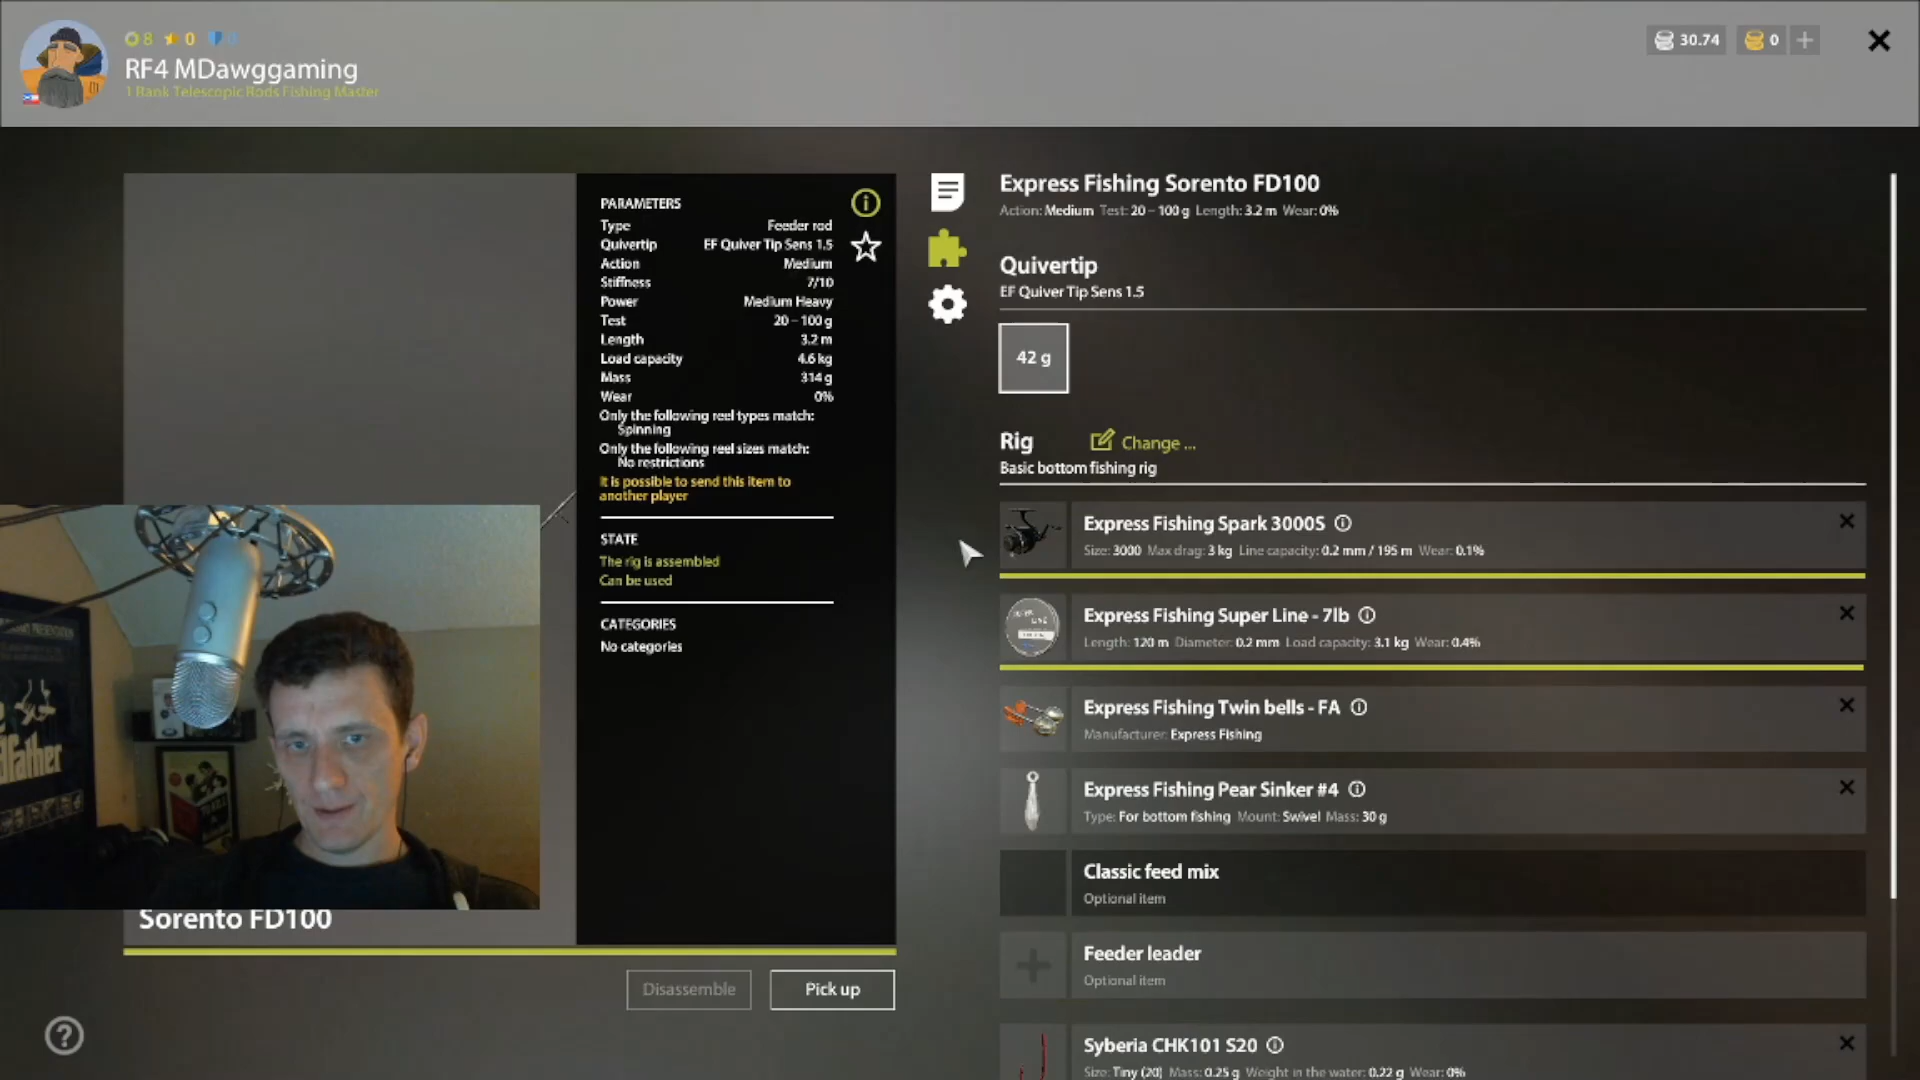 8 0 0
RF4 MDawggaming
1 Rank Telescopic Rods Fishing Master
30.74 0
PARAMETERS
Type Feeder rod
Quivertip EF Quiver Tip Sens 1.5
Action Medium
Stiffness 7/10
Power Medium Heavy
Test 20 – 100 g
Length 3.2 m
Load capacity 4.6 kg
Mass 314 g
Wear 0%
Only the following reel types match:
Spinning
Only the following reel sizes match:
No restrictions
It is possible to send this item to
another player
STATE
The rig is assembled
Can be used
CATEGORIES
No categories
Sorento FD100
Disassemble
Pick up
Express Fishing Sorento FD100
Action: Medium Test: 20 – 100 g Length: 3.2 m Wear: 0%
Quivertip
EF Quiver Tip Sens 1.5
42 g
Rig Change ...
Basic bottom fishing rig
Express Fishing Spark 3000S
Size: 3000 Max drag: 3 kg Line capacity: 0.2 mm / 195 m Wear: 0.1%
Express Fishing Super Line - 7lb
Length: 120 m Diameter: 0.2 mm Load capacity: 3.1 kg Wear: 0.4%
Express Fishing Twin bells - FA
Manufacturer: Express Fishing
Express Fishing Pear Sinker #4
Type: For bottom fishing Mount: Swivel Mass: 30 g
Classic feed mix
Optional item
Feeder leader
Optional item
Syberia CHK101 S20
Size: Tiny (20) Mass: 0.25 g Weight in the water: 0.22 g Wear: 0%